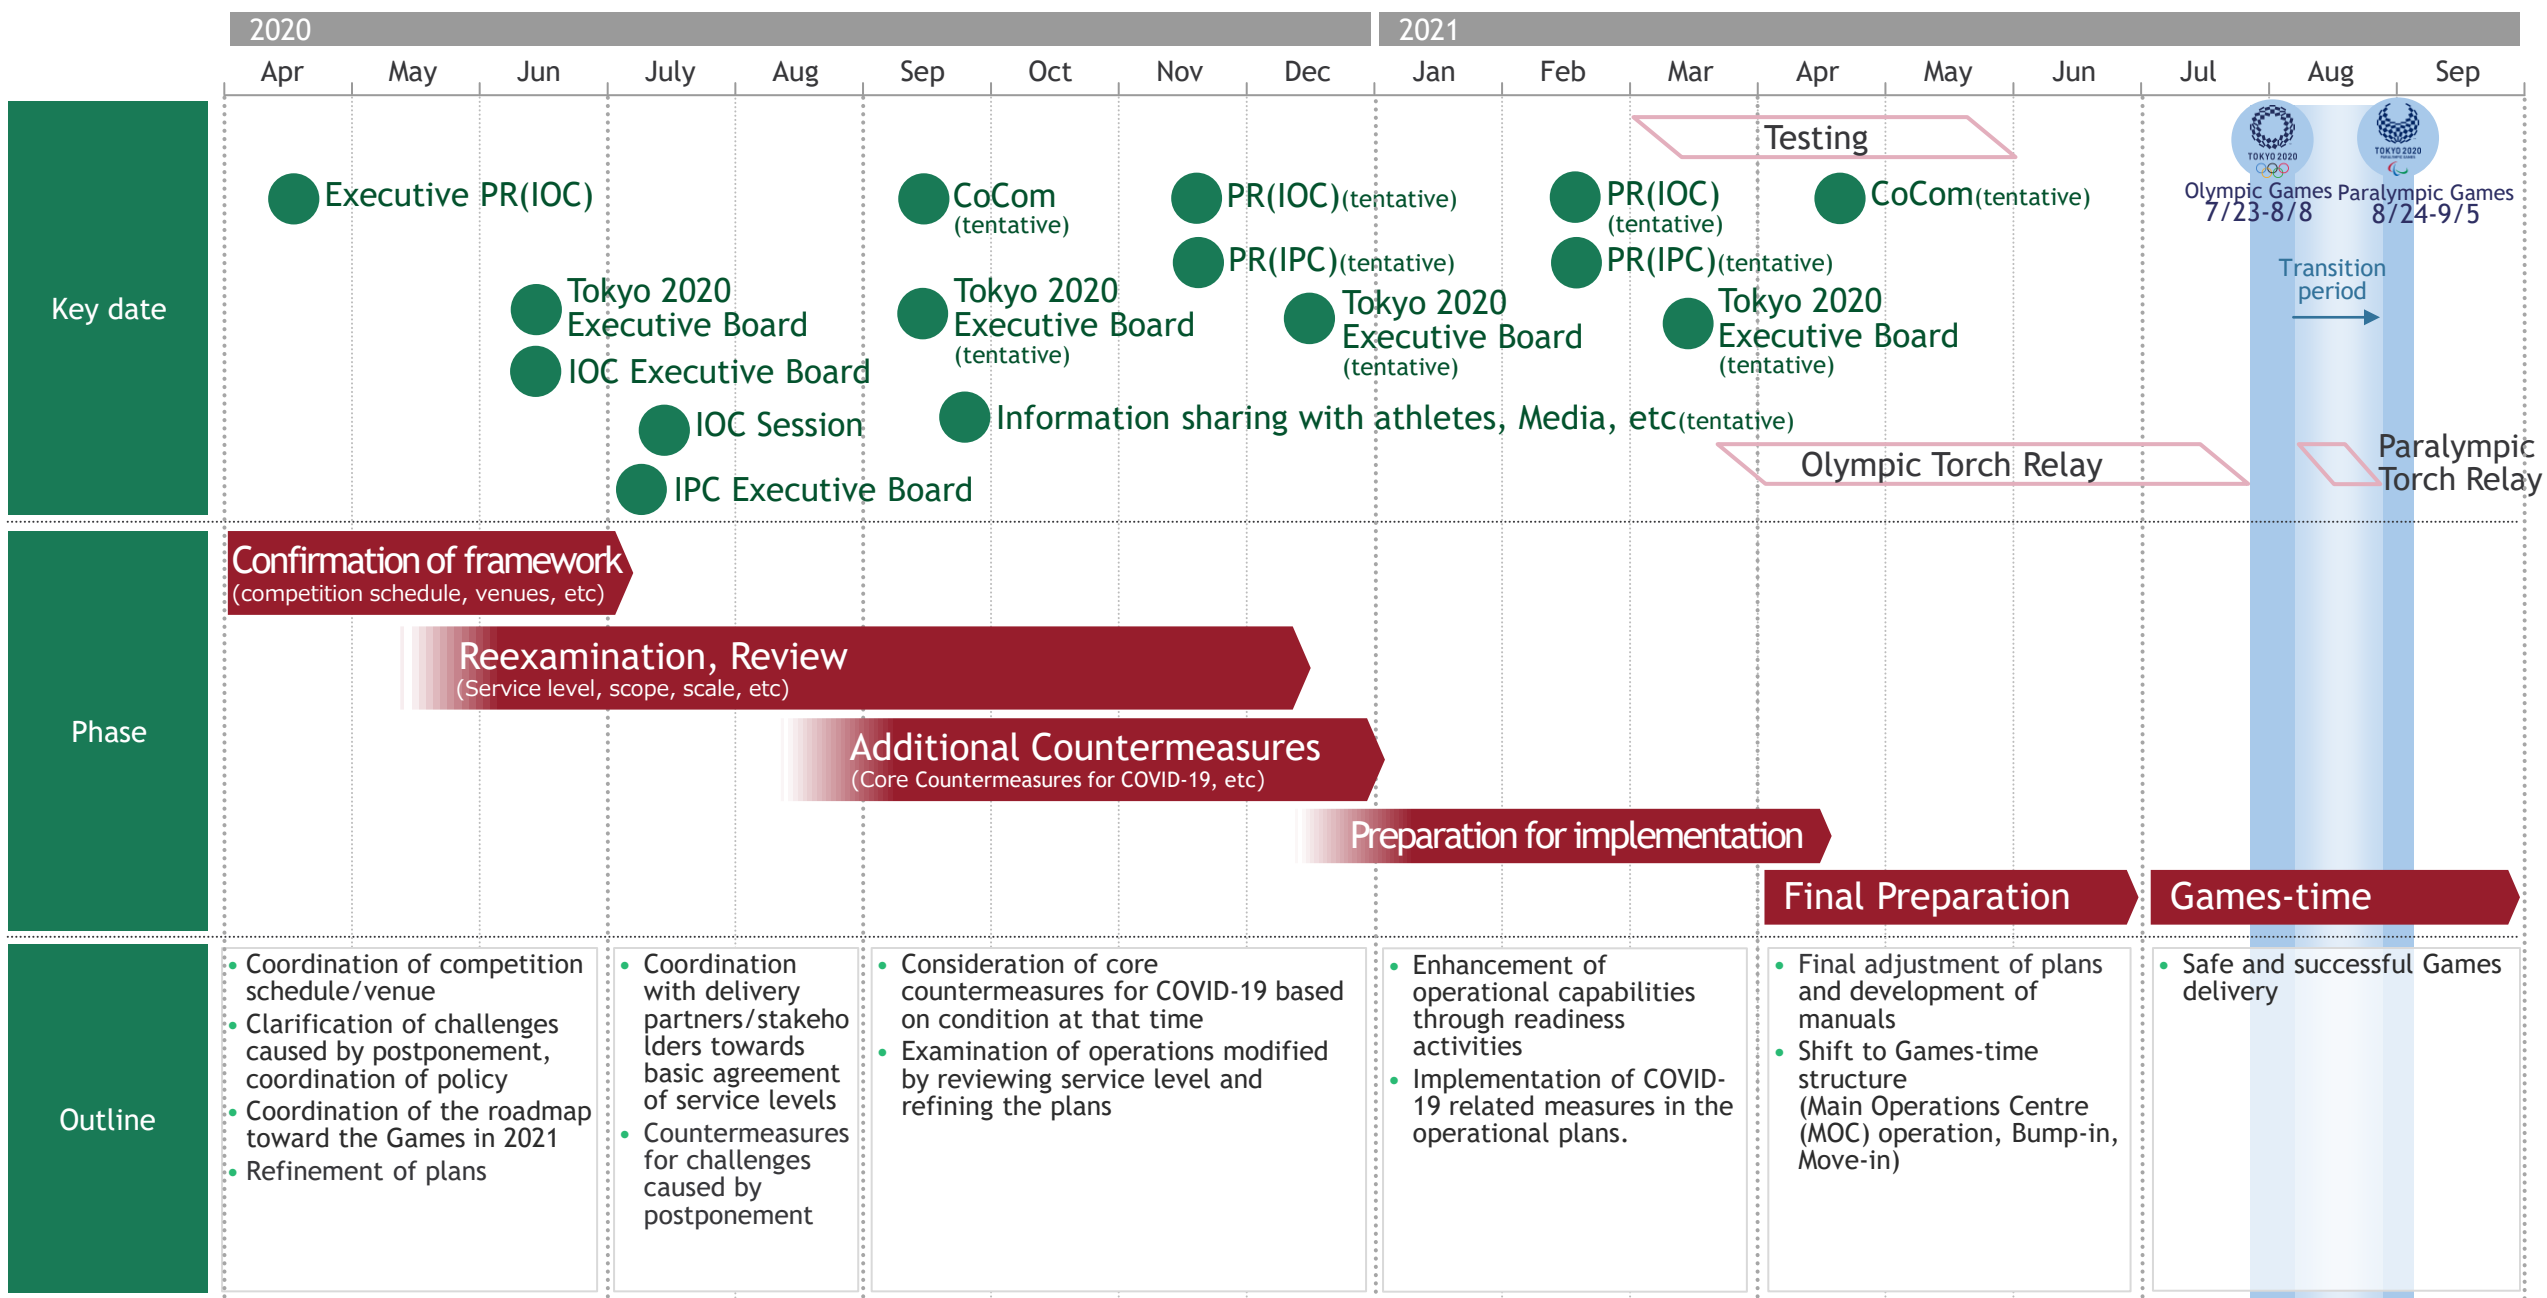 2020
2021
Apr May Jun July Aug Sep Oct Nov Dec Jan Feb Mar Apr May Jun Jul Aug Sep
Key date
Testing
TOKYO 2020
TOKYO 2020
PARALYMPIC GAMES
Executive PR(IOC)
CoCom
(tentative)
PR(IOC)(tentative)
PR(IOC)
(tentative)
CoCom(tentative)
Olympic Games
7/23-8/8
Paralympic Games
8/24-9/5
PR(IPC)(tentative)
PR(IPC)(tentative)
Transition
period
Tokyo 2020
Executive Board
Tokyo 2020
Executive Board
(tentative)
Tokyo 2020
Executive Board
(tentative)
Tokyo 2020
Executive Board
(tentative)
IOC Executive Board
IOC Session
Information sharing with athletes, Media, etc(tentative)
IPC Executive Board
Olympic Torch Relay
Paralympic
Torch Relay
Phase
Confirmation of framework
(competition schedule, venues, etc)
Reexamination, Review
(Service level, scope, scale, etc)
Additional Countermeasures
(Core Countermeasures for COVID-19, etc)
Preparation for implementation
Final Preparation
Games-time
Outline
• Coordination of competition
schedule/venue
• Clarification of challenges
caused by postponement,
coordination of policy
• Coordination of the roadmap
toward the Games in 2021
• Refinement of plans
• Coordination
with delivery
partners/stakeho
lders towards
basic agreement
of service levels
• Countermeasures
for challenges
caused by
postponement
• Consideration of core
countermeasures for COVID-19 based
on condition at that time
• Examination of operations modified
by reviewing service level and
refining the plans
• Enhancement of
operational capabilities
through readiness
activities
• Implementation of COVID-
19 related measures in the
operational plans.
• Final adjustment of plans
and development of
manuals
• Shift to Games-time
structure
(Main Operations Centre
(MOC) operation, Bump-in,
Move-in)
• Safe and successful Games
delivery